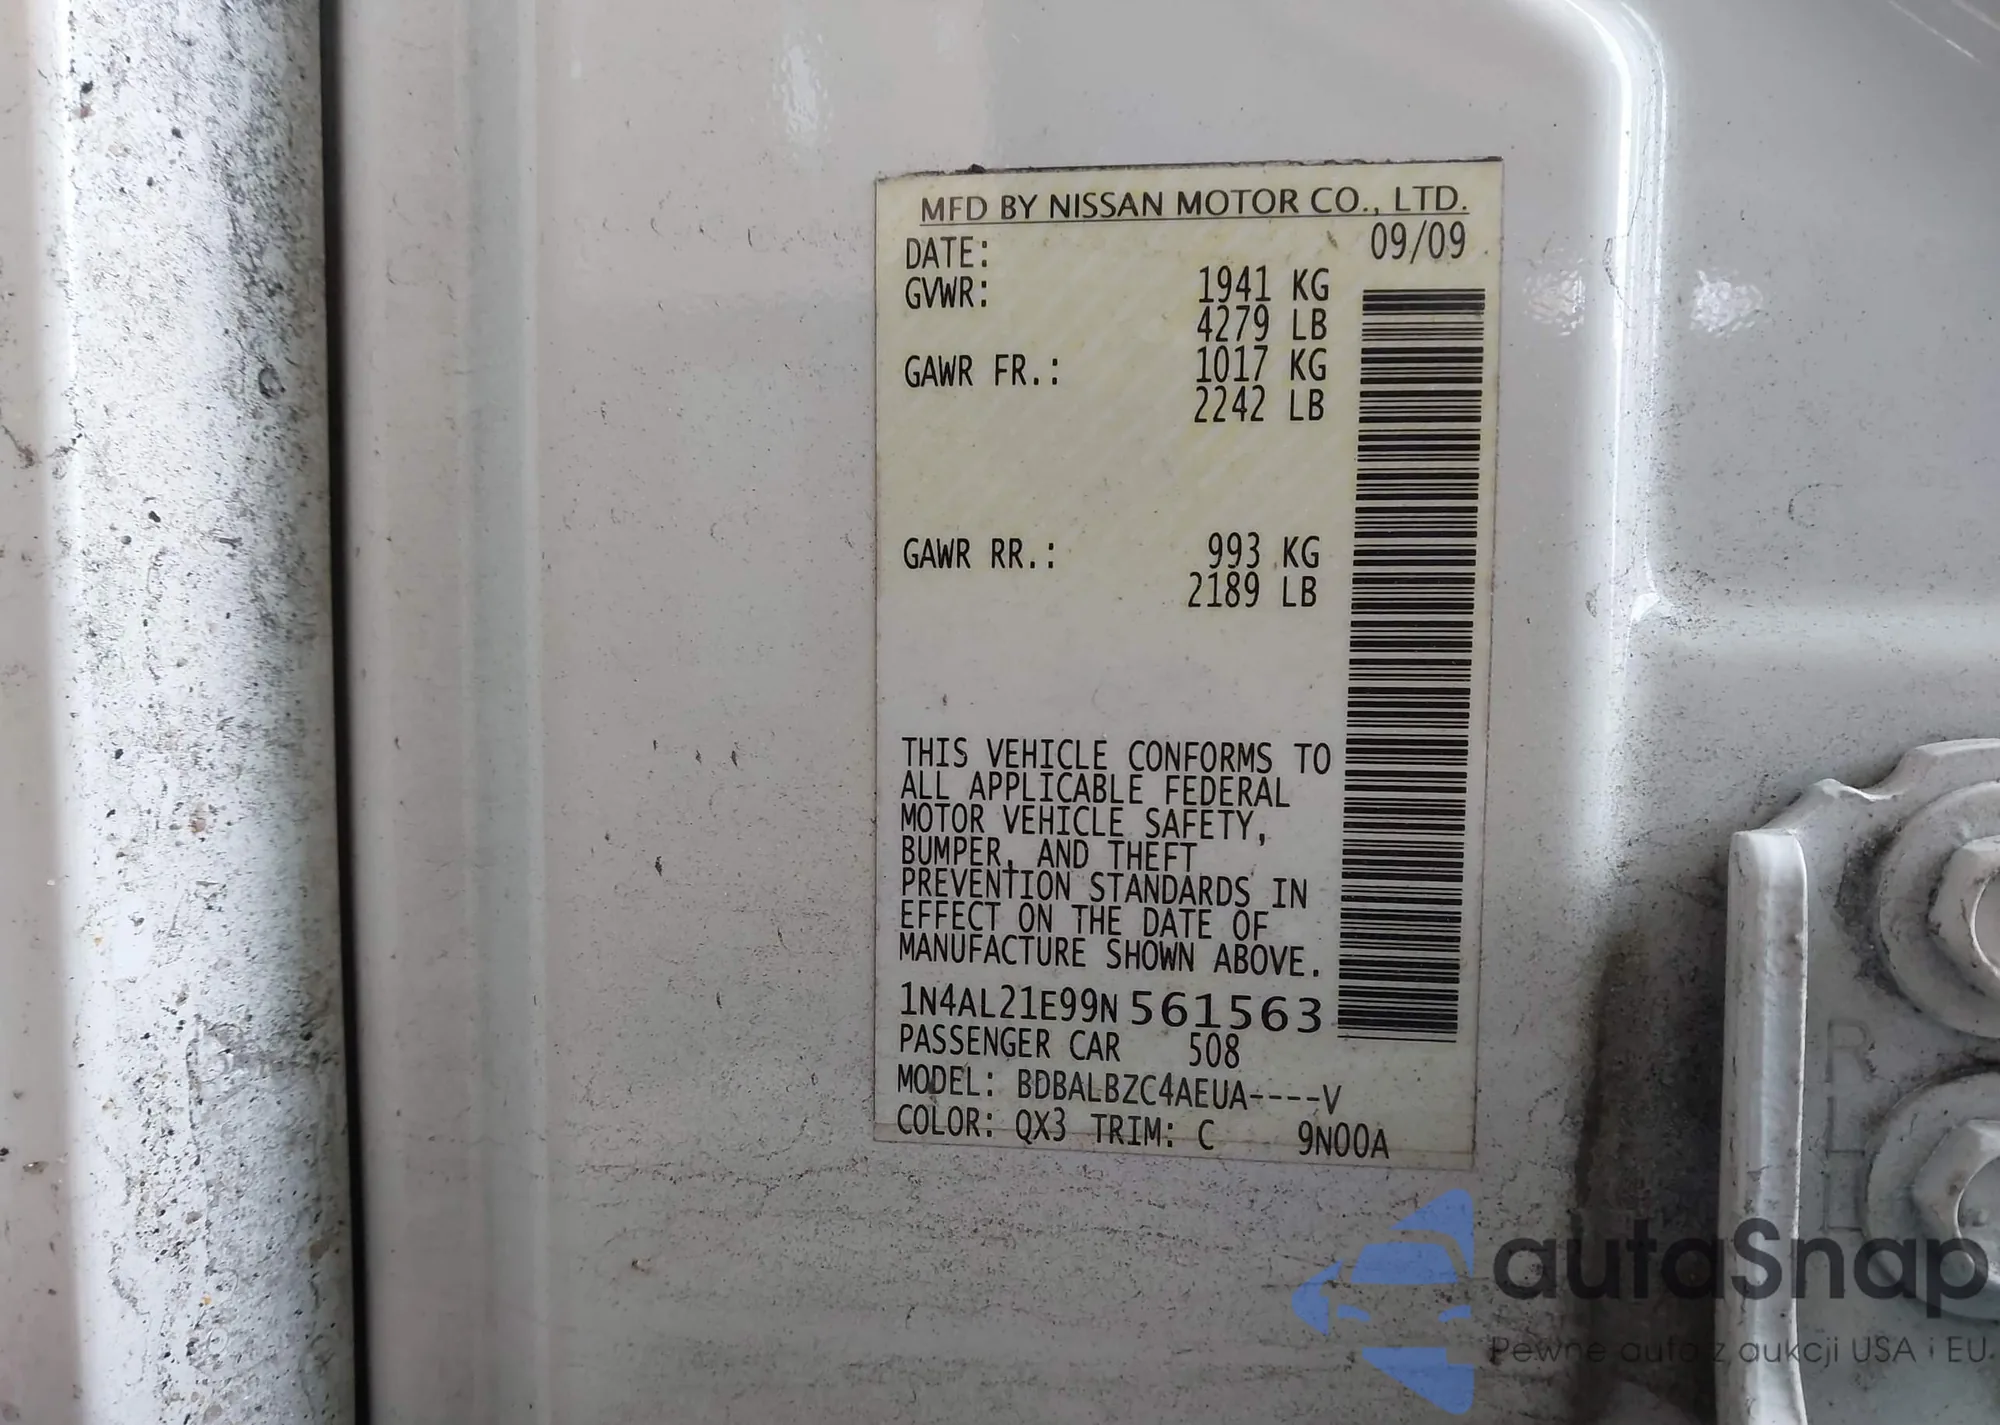 MFD BY NISSAN MOTOR CO., LTD.
DATE: 09/09
GVWR: 1941 KG
4279 LB
GAWR FR.: 1017 KG
2242 LB
GAWR RR.: 993 KG
2189 LB
THIS VEHICLE CONFORMS TO
ALL APPLICABLE FEDERAL
MOTOR VEHICLE SAFETY,
BUMPER, AND THEFT
PREVENTION STANDARDS IN
EFFECT ON THE DATE OF
MANUFACTURE SHOWN ABOVE.
1N4AL21E99N561563
PASSENGER CAR 508
MODEL: BDBALBZC4AEUA----V
COLOR: QX3 TRIM: C 9N00A
RLL
autaSnap
Pewne auta z aukcji USA i EU